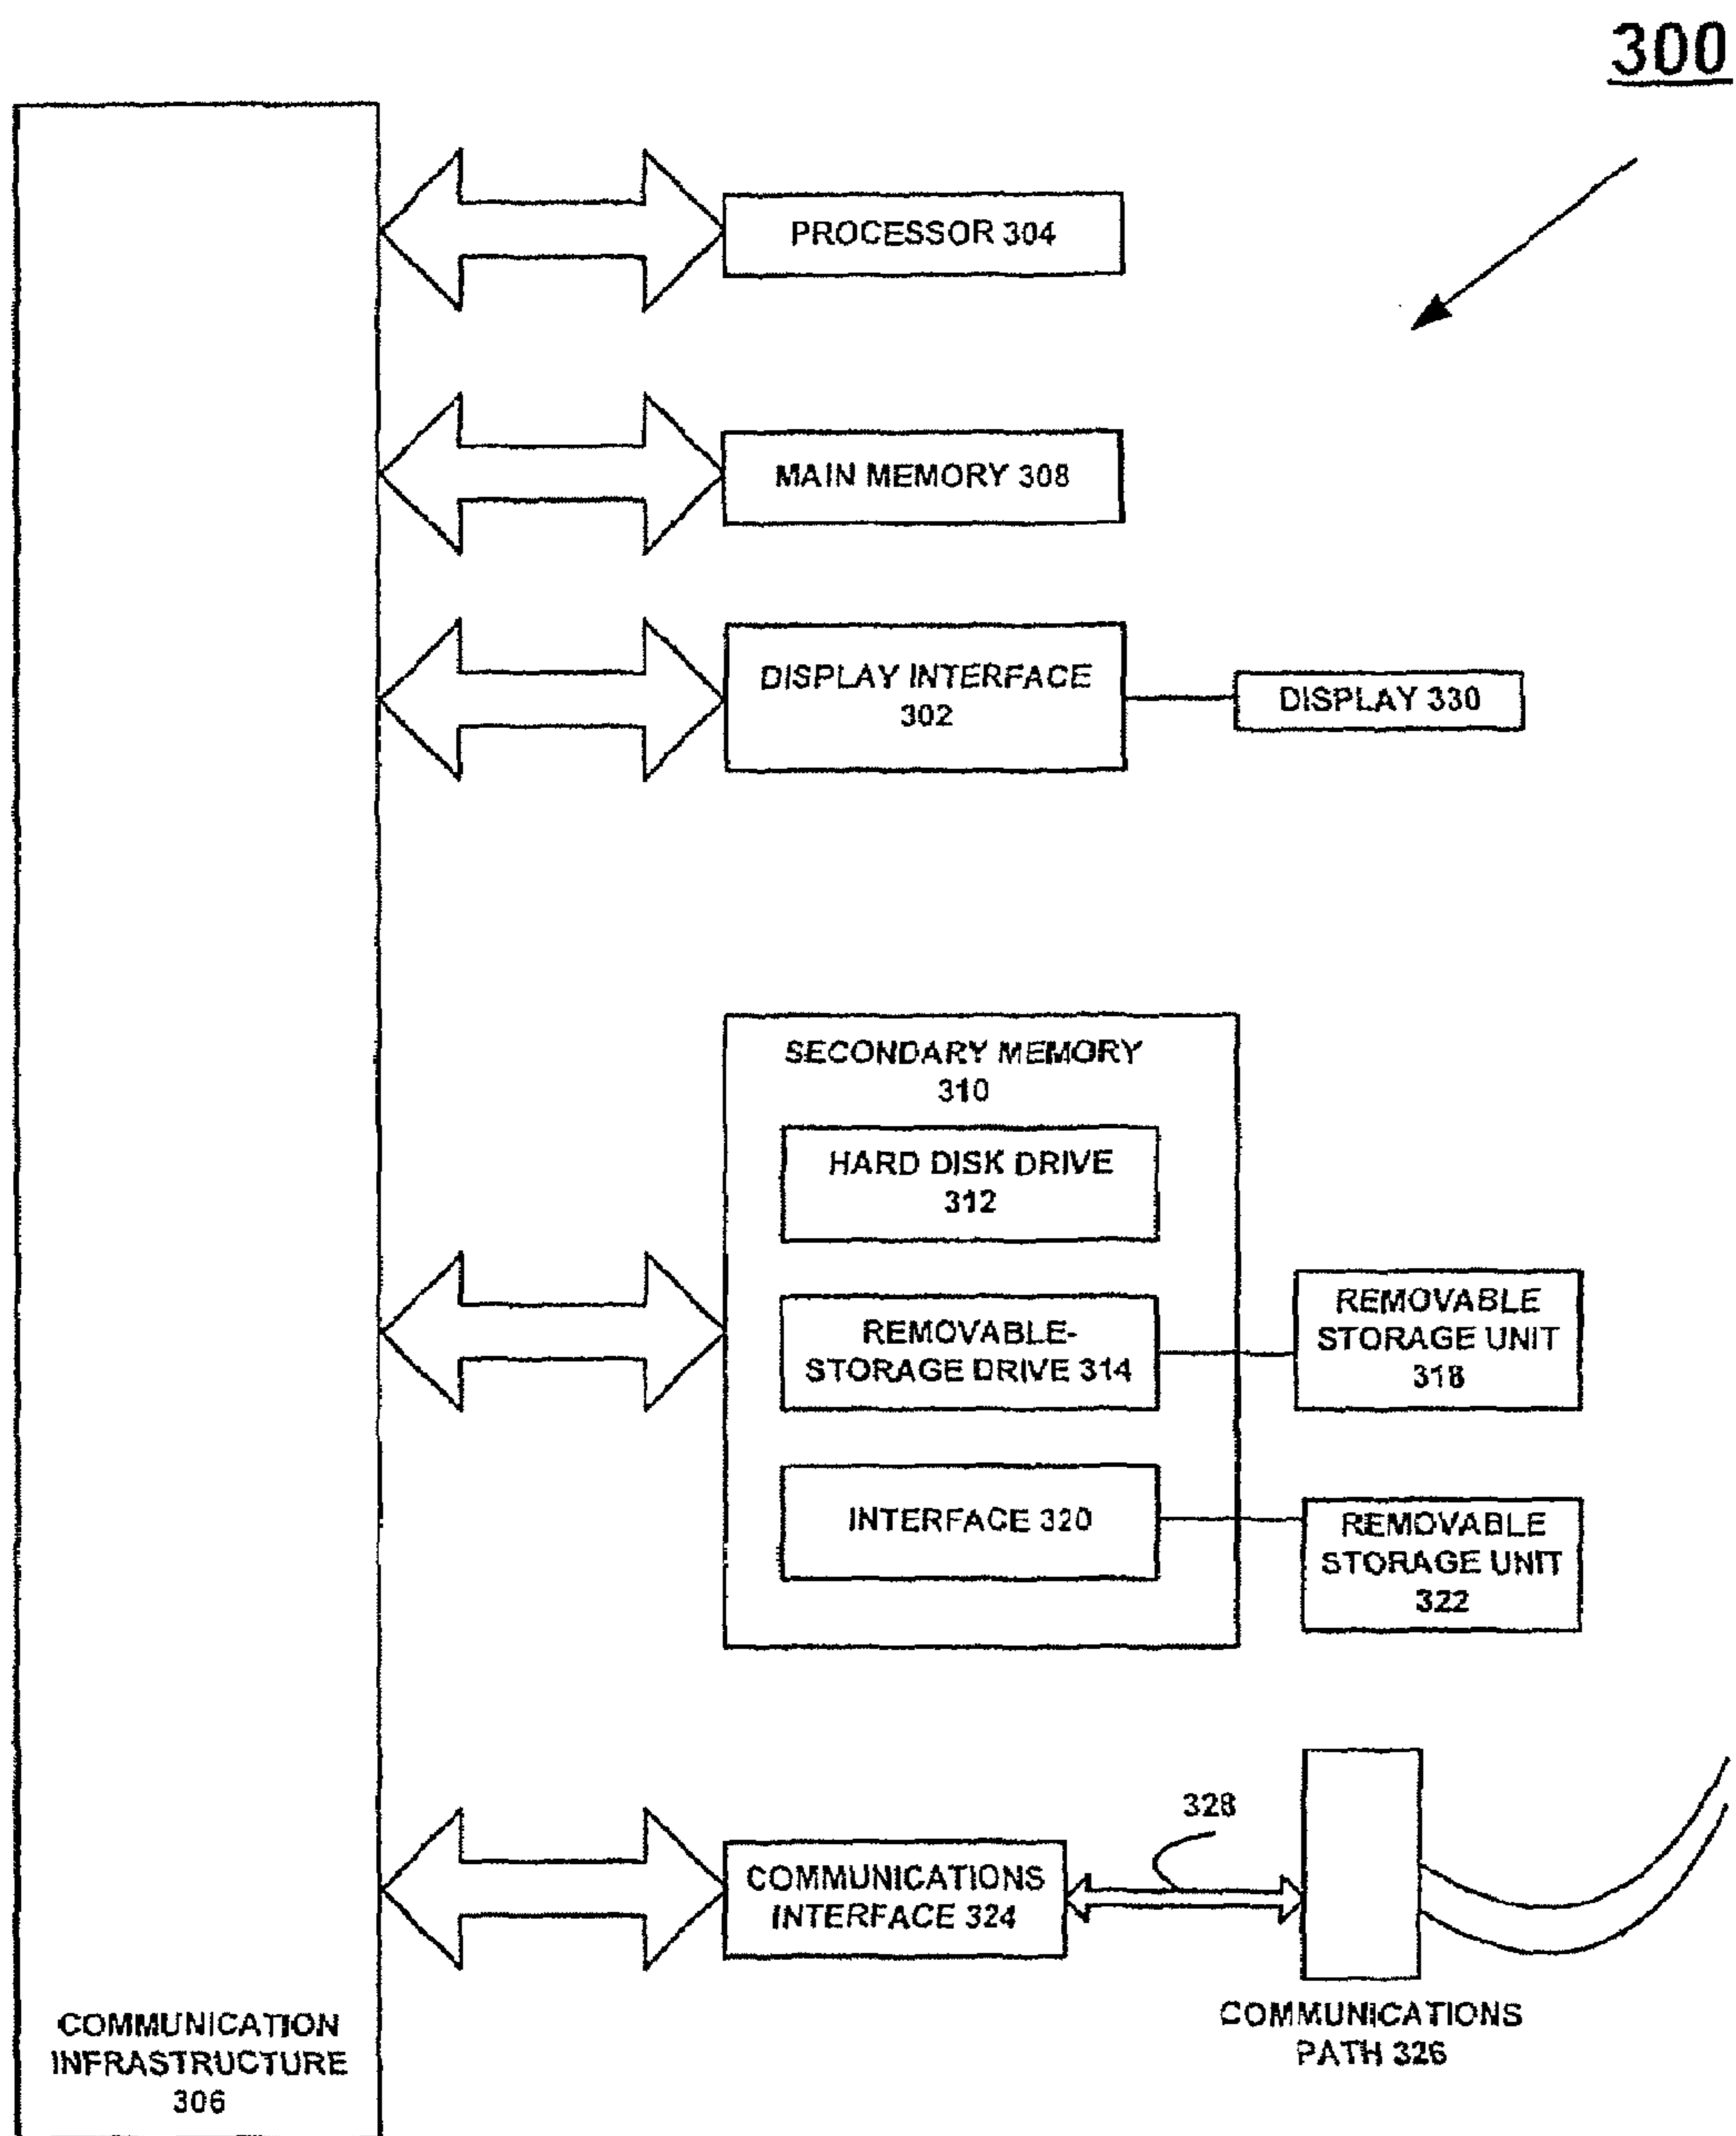 300
PROCESSOR 304
MAIN MEMORY 308
DISPLAY INTERFACE
302
DISPLAY 330
SECONDARY MEMORY
310
HARD DISK DRIVE
312
REMOVABLE-
STORAGE DRIVE 314
REMOVABLE
STORAGE UNIT
318
INTERFACE 320
REMOVABLE
STORAGE UNIT
322
328
COMMUNICATIONS
INTERFACE 324
COMMUNICATIONS
PATH 326
COMMUNICATION
INFRASTRUCTURE
306